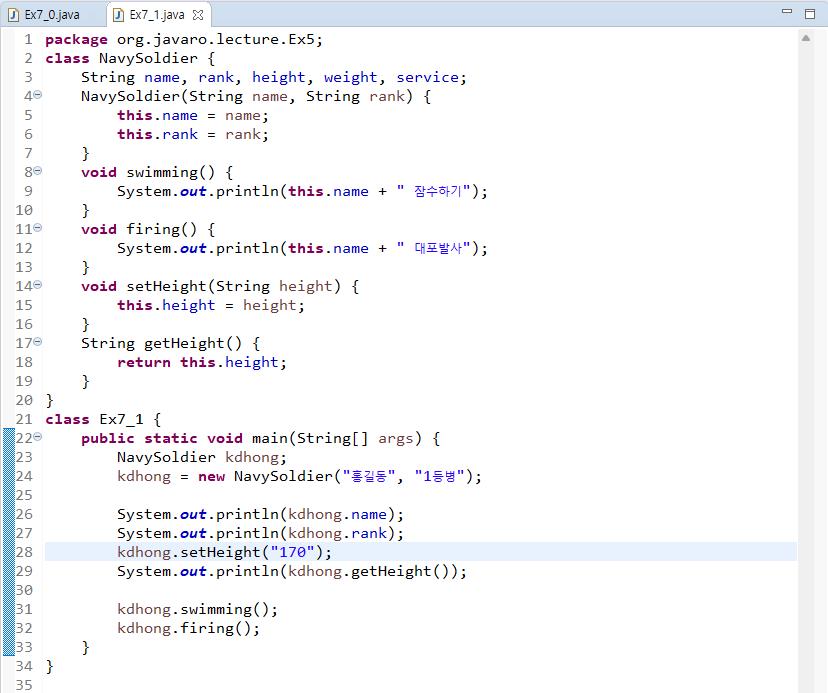 Ex7_0.java Ex7_1.java
1 package org.javaro.lecture.Ex5;
2 class NavySoldier {
3 String name, rank, height, weight, service;
4 NavySoldier(String name, String rank) {
5 this.name = name;
6 this.rank = rank;
7 }
8 void swimming() {
9 System.out.println(this.name + " 잠수하기");
10 }
11 void firing() {
12 System.out.println(this.name + " 대포발사");
13 }
14 void setHeight(String height) {
15 this.height = height;
16 }
17 String getHeight() {
18 return this.height;
19 }
20 }
21 class Ex7_1 {
22 public static void main(String[] args) {
23 NavySoldier kdhong;
24 kdhong = new NavySoldier("홍길동", "1등병");
25
26 System.out.println(kdhong.name);
27 System.out.println(kdhong.rank);
28 kdhong.setHeight("170");
29 System.out.println(kdhong.getHeight());
30
31 kdhong.swimming();
32 kdhong.firing();
33 }
34 }
35